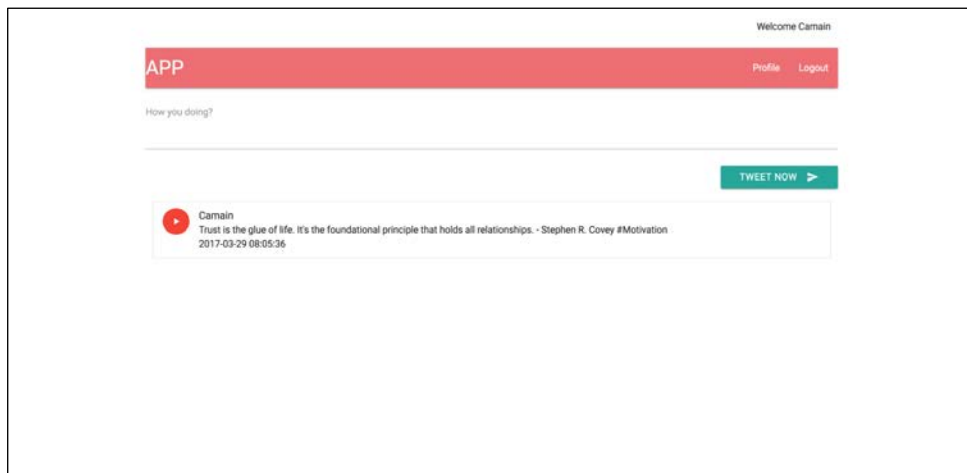 Welcome Camain
APP
Profile Logout
How you doing?
TWEET NOW
Camain
Trust is the glue of life. It's the foundational principle that holds all relationships. - Stephen R. Covey #Motivation
2017-03-29 08:05:36